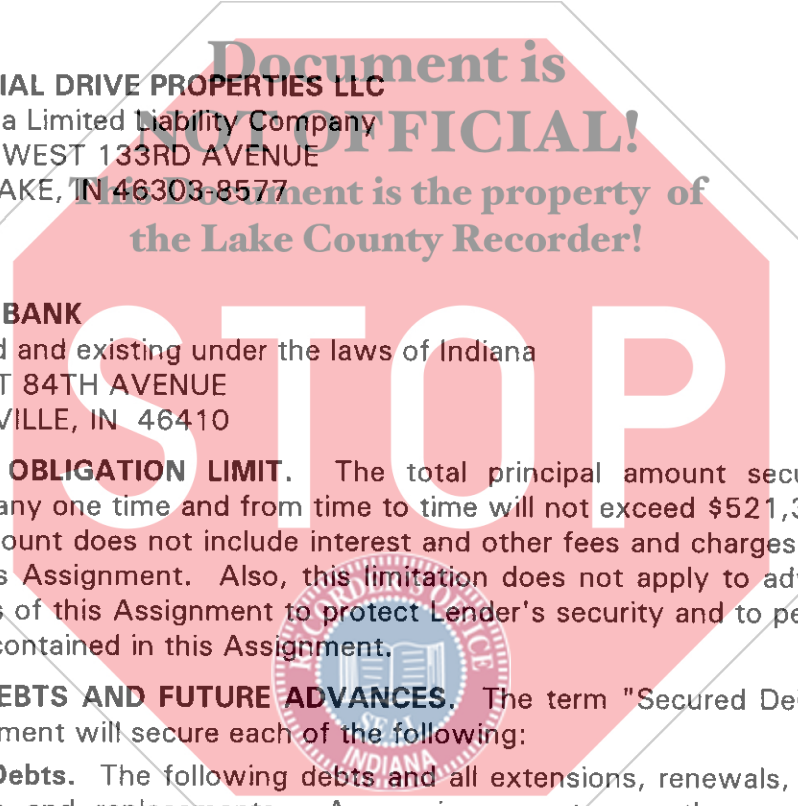 Document is
NOT OFFICIAL!
This Document is the property of
the Lake County Recorder!
STOP
IAL DRIVE PROPERTIES LLC
a Limited Liability Company
WEST 133RD AVENUE
AKE, IN 46303-8577
BANK
d and existing under the laws of Indiana
T 84TH AVENUE
VILLE, IN 46410
OBLIGATION LIMIT. The total principal amount secu
any one time and from time to time will not exceed $521,3
ount does not include interest and other fees and charges
s Assignment. Also, this limitation does not apply to ad
s of this Assignment to protect Lender's security and to pe
contained in this Assignment.
EBTS AND FUTURE ADVANCES. The term "Secured De
ment will secure each of the following:
Debts. The following debts and all extensions, renewals,
RECORDER'S OFFICE
SEAL
INDIANA